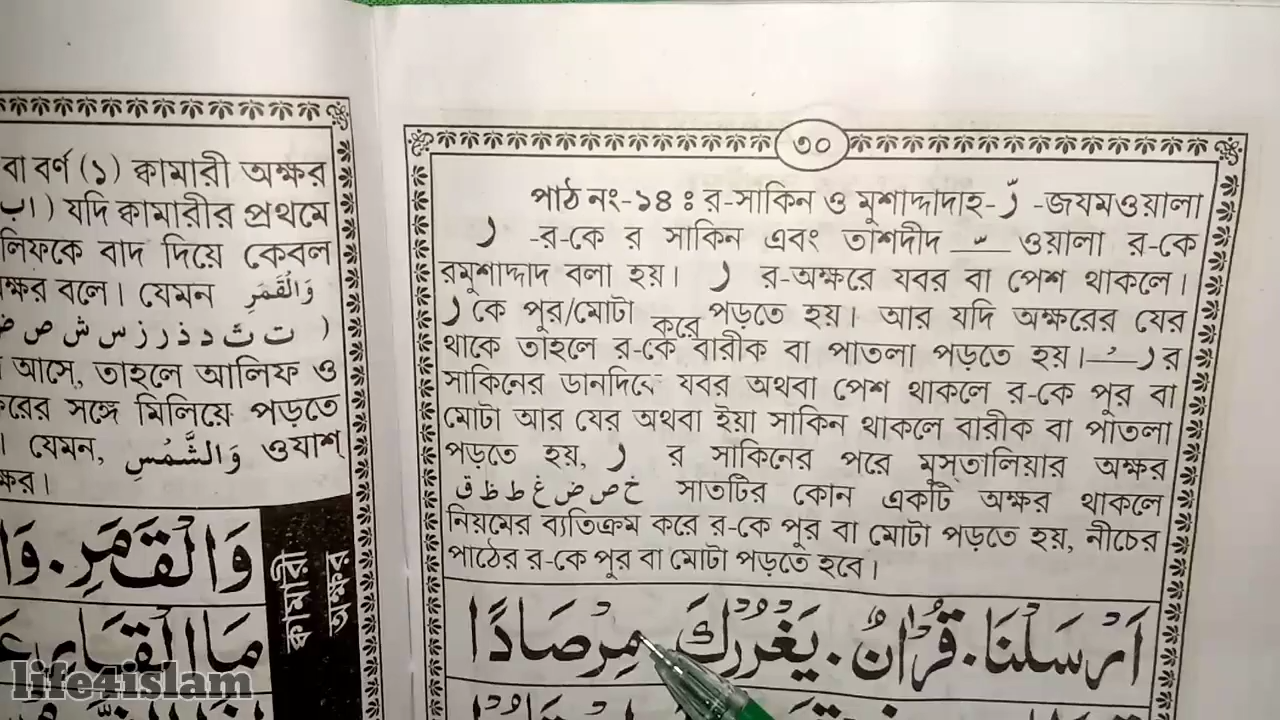 বা বর্ণ (১) ক্বামারী অক্ষর
যদি ক্বামারীর প্রথমে
লিফকে বাদ দিয়ে কেবল
ক্ষর বলে। যেমন وَالْقَمَرِ
ت ث د ذ ر ز س ش ص ض )
আসে, তাহলে আলিফ ও
রের সঙ্গে মিলিয়ে পড়তে
। যেমন, وَالشَّمْسِ ওয়াশ্
ক্ষর।
وَالْقَمَرِ . وَا
ক্বামারী অক্ষর
مَا الْقَارِعَ
৩০
পাঠ নং-১৪ ঃ র-সাকিন ও মুশাদ্দাদাহ- رّ -জযমওয়ালা
رْ -র-কে র সাকিন এবং তাশদীদ ـّ ওয়ালা র-কে
রমুশাদ্দাদ বলা হয়। ر র-অক্ষরে যবর বা পেশ থাকলে।
ر কে পুর/মোটা করে পড়তে হয়। আর যদি অক্ষরের যের
থাকে তাহলে র-কে বারীক বা পাতলা পড়তে হয়। ر র
সাকিনের ডানদিকে যবর অথবা পেশ থাকলে র-কে পুর বা
মোটা আর যের অথবা ইয়া সাকিন থাকলে বারীক বা পাতলা
পড়তে হয়, ر র সাকিনের পরে মুস্তালিয়ার অক্ষর
خ ص ض غ ط ظ ق সাতটির কোন একটি অক্ষর থাকলে
নিয়মের ব্যতিক্রম করে র-কে পুর বা মোটা পড়তে হয়, নীচের
পাঠের র-কে পুর বা মোটা পড়তে হবে।
اَرْسَلْنَا . قُرْاٰنٌ . يَغْرُرْكَ . مِرْصَادًا
life4islam